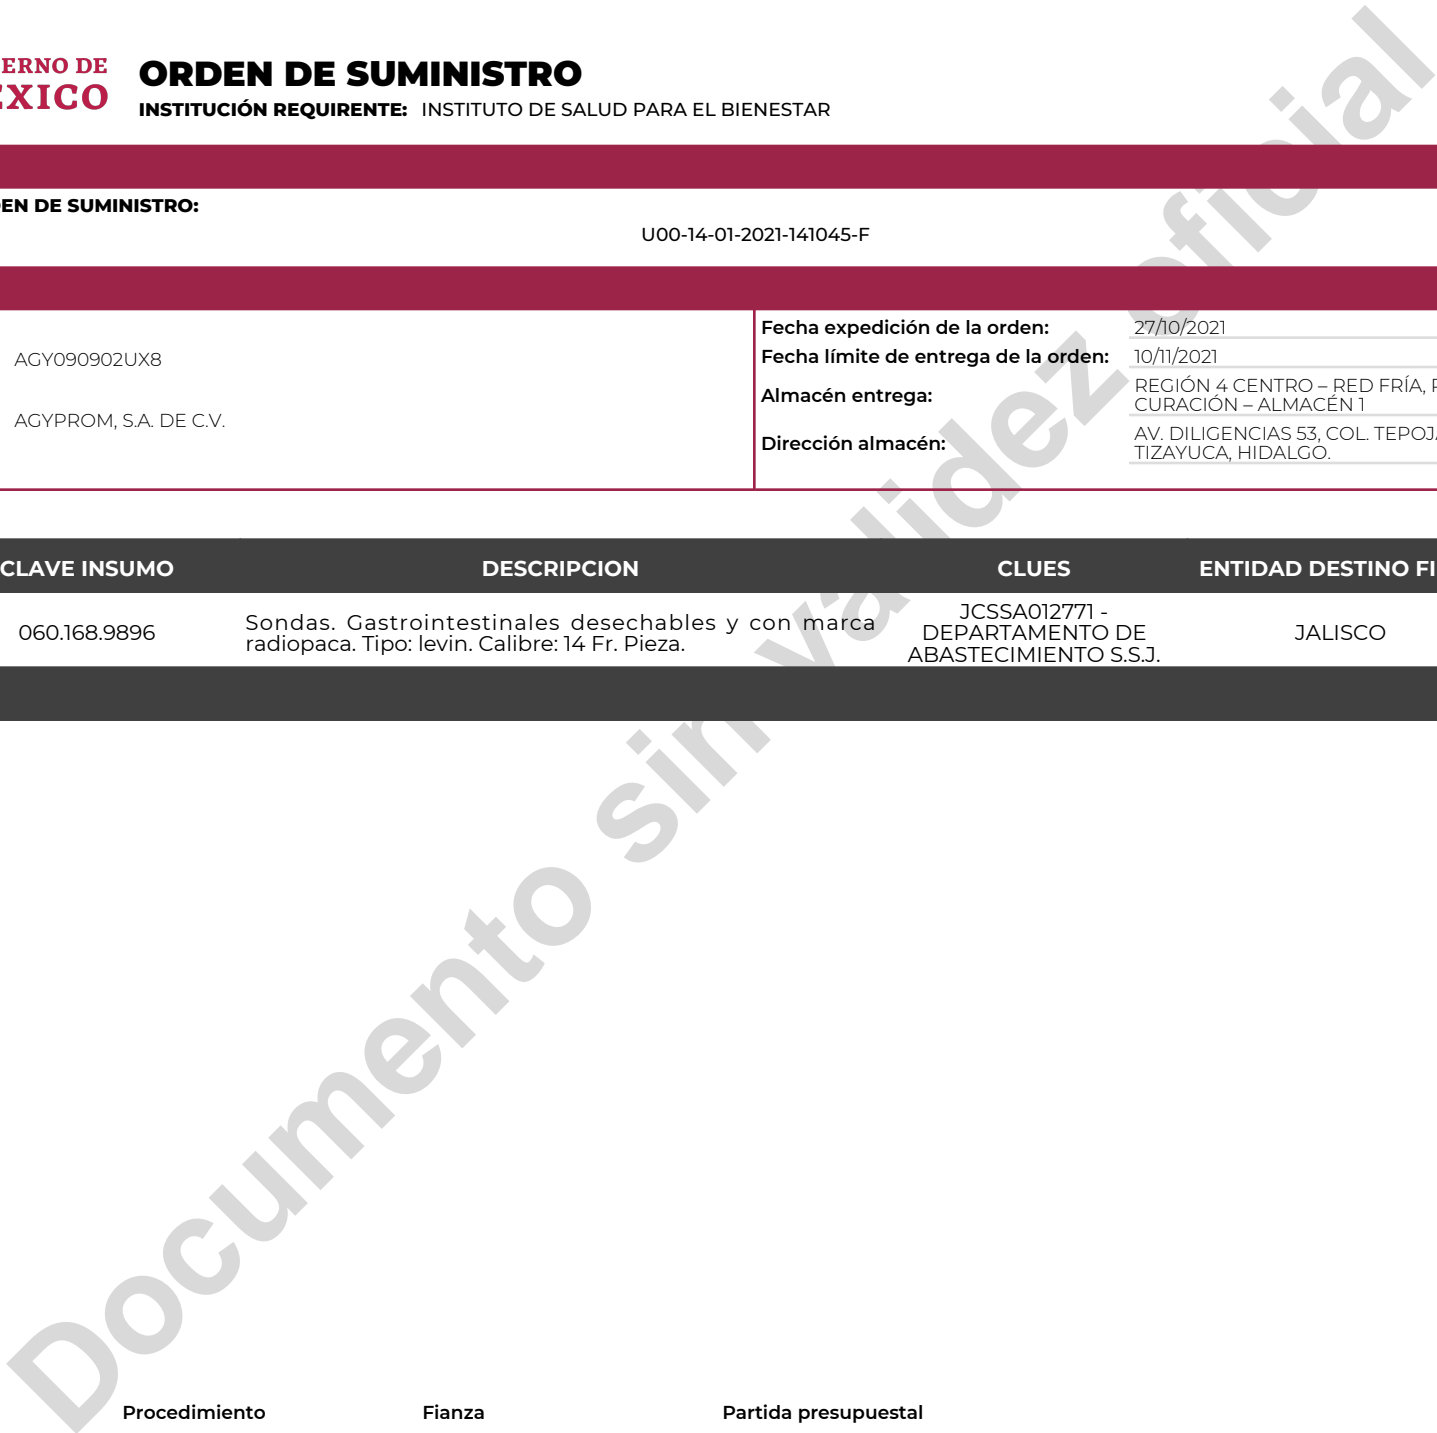 ERNO DE
ÉXICO
ORDEN DE SUMINISTRO
INSTITUCIÓN REQUIRENTE: INSTITUTO DE SALUD PARA EL BIENESTAR
EN DE SUMINISTRO:
U00-14-01-2021-141045-F
AGY090902UX8
AGYPROM, S.A. DE C.V.
Fecha expedición de la orden: 27/10/2021
Fecha límite de entrega de la orden: 10/11/2021
Almacén entrega:
REGIÓN 4 CENTRO – RED FRÍA,
CURACIÓN – ALMACÉN 1
Dirección almacén:
AV. DILIGENCIAS 53, COL. TEPOJA
TIZAYUCA, HIDALGO.
CLAVE INSUMO DESCRIPCION CLUES ENTIDAD DESTINO FI
060.168.9896
Sondas. Gastrointestinales desechables y con marca
radiopaca. Tipo: levin. Calibre: 14 Fr. Pieza.
JCSSA012771 -
DEPARTAMENTO DE
ABASTECIMIENTO S.S.J.
JALISCO
Documento sin validez oficial
Procedimiento Fianza Partida presupuestal